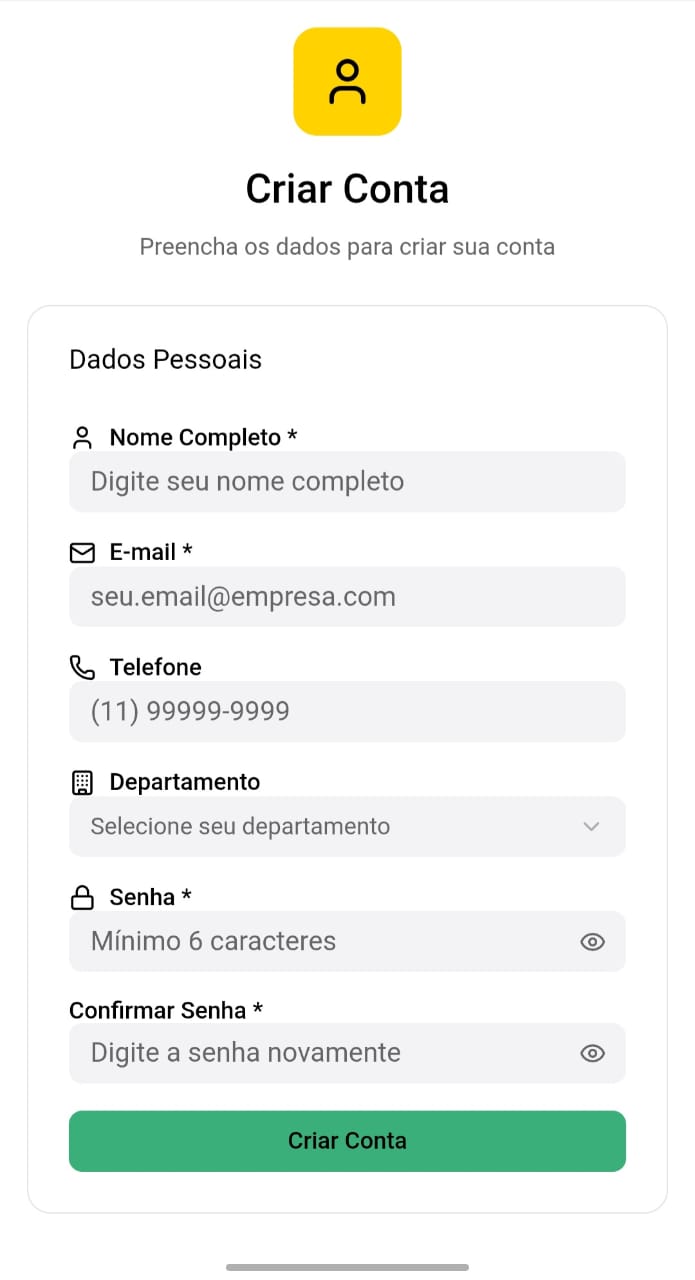 Criar Conta
Preencha os dados para criar sua conta
Dados Pessoais
Nome Completo *
Digite seu nome completo
E-mail *
seu.email@empresa.com
Telefone
(11) 99999-9999
Departamento
Selecione seu departamento
Senha *
Mínimo 6 caracteres
Confirmar Senha *
Digite a senha novamente
Criar Conta